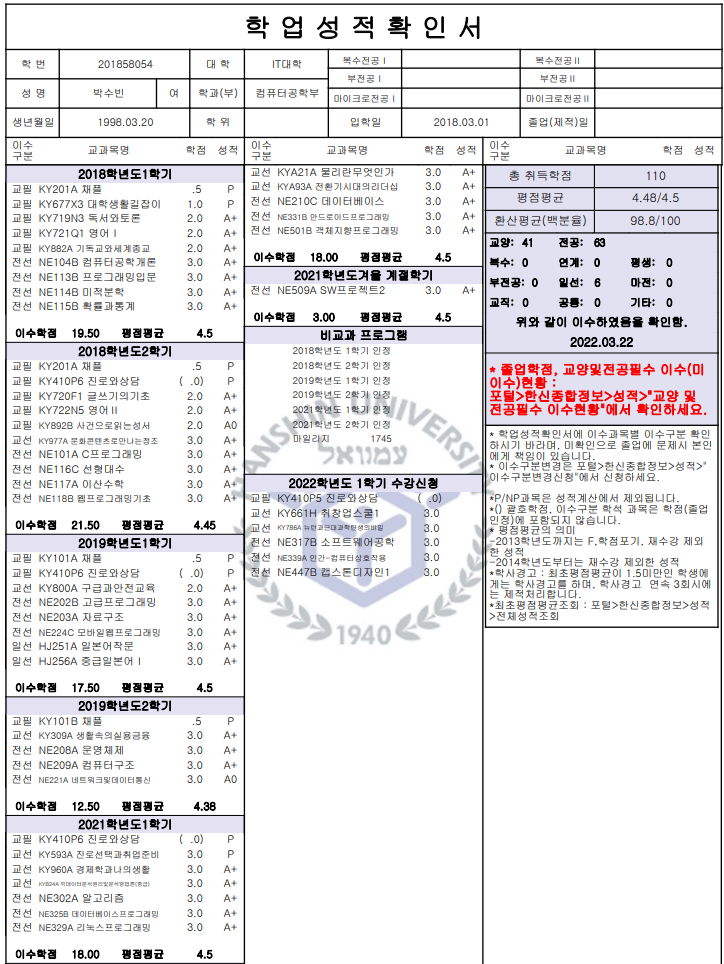 학 업 성 적 확 인 서
학 번 201858054 대 학 IT대학 복수전공 I 복수전공 II
부전공 I 부전공 II
성 명 박수빈 여 학과(부) 컴퓨터공학부 마이크로전공 I 마이크로전공 II
생년월일 1998.03.20 학 위 입학일 2018.03.01 졸업(제적)일
이수구분 교과목명 학점 성적
2018학년도1학기
교필 KY201A 채플 .5 P
교필 KY677X3 대학생활길잡이 1.0 P
교필 KY719N3 독서와토론 2.0 A+
교필 KY721Q1 영어 I 2.0 A+
교필 KY882A 기독교와세계종교 2.0 A+
전선 NE104B 컴퓨터공학개론 3.0 A+
전선 NE113B 프로그래밍입문 3.0 A+
전선 NE114B 미적분학 3.0 A+
전선 NE115B 확률과통계 3.0 A+
이수학점 19.50 평점평균 4.5
2018학년도2학기
교필 KY201A 채플 .5 P
교필 KY410P6 진로와상담 ( .0) P
교필 KY720F1 글쓰기의기초 2.0 A+
교필 KY722N5 영어 II 2.0 A+
교필 KY892B 사건으로읽는성서 2.0 A0
교선 KY977A 문화콘텐츠로만나는정조 3.0 A+
전선 NE101A C프로그래밍 3.0 A+
전선 NE116C 선형대수 3.0 A+
전선 NE117A 이산수학 3.0 A+
전선 NE118B 웹프로그래밍기초 3.0 A+
이수학점 21.50 평점평균 4.45
2019학년도1학기
교필 KY101A 채플 .5 P
교필 KY410P6 진로와상담 ( .0) P
교선 KY800A 구급과안전교육 2.0 A+
전선 NE202B 고급프로그래밍 3.0 A+
전선 NE203A 자료구조 3.0 A+
전선 NE224C 모바일웹프로그래밍 3.0 A+
일선 HJ251A 일본어작문 3.0 A+
일선 HJ256A 중급일본어 I 3.0 A+
이수학점 17.50 평점평균 4.5
2019학년도2학기
교필 KY101B 채플 .5 P
교선 KY309A 생활속의실용금융 3.0 A+
전선 NE208A 운영체제 3.0 A+
전선 NE209A 컴퓨터구조 3.0 A+
전선 NE221A 네트워크및데이터통신 3.0 A0
이수학점 12.50 평점평균 4.38
2021학년도1학기
교필 KY410P6 진로와상담 ( .0) P
교선 KY593A 진로선택과취업준비 3.0 P
교선 KY960A 경제학과나의생활 3.0 A+
교선 3.0 A+
전선 NE302A 알고리즘 3.0 A+
전선 NE325B 데이터베이스프로그래밍 3.0 A+
전선 NE329A 리눅스프로그래밍 3.0 A+
이수학점 18.00 평점평균 4.5
이수구분 교과목명 학점 성적
교선 KYA21A 물리란무엇인가 3.0 A+
교선 KYA93A 전환기시대의리더십 3.0 A+
전선 NE210C 데이터베이스 3.0 A+
전선 NE331B 안드로이드프로그래밍 3.0 A+
전선 NE501B 객체지향프로그래밍 3.0 A+
이수학점 18.00 평점평균 4.5
2021학년도겨울 계절학기
전선 NE509A SW프로젝트2 3.0 A+
이수학점 3.00 평점평균 4.5
비교과 프로그램
2018학년도 1학기 인정
2018학년도 2학기 인정
2019학년도 1학기 인정
2019학년도 2학기 인정
2021학년도 1학기 인정
2021학년도 2학기 인정
마일리지 1745
2022학년도 1학기 수강신청
교필 KY410P5 진로와상담 ( .0)
교선 KY661H 취창업스쿨1 3.0
교선 KY786A 뉴턴과근대과학탄생의비밀 3.0
전선 NE317B 소프트웨어공학 3.0
전선 NE339A 인간-컴퓨터상호작용 3.0
전선 NE447B 캡스톤디자인1 3.0
HANSHIN UNIVERSITY
עמנואל
1940
이수구분 교과목명 학점 성적
총 취득학점 110
평점평균 4.48/4.5
환산평균(백분율) 98.8/100
교양: 41 전공: 63
복수: 0 연계: 0 평생: 0
부전공: 0 일선: 6 마전: 0
교직: 0 공통: 0 기타: 0
위와 같이 이수하였음을 확인함.
2022.03.22
* 졸업학점, 교양및전공필수 이수(미
이수)현황 :
포털>한신종합정보>성적>"교양 및
전공필수 이수현황"에서 확인하세요.
* 학업성적확인서에 이수과목별 이수구분 확인
하시기 바라며, 미확인으로 졸업에 문제시 본인
에게 책임이 있습니다.
* 이수구분변경은 포털>한신종합정보>성적>"
이수구분변경신청"에서 신청하세요.
*P/NP과목은 성적계산에서 제외됩니다.
*() 괄호학점, 이수구분 학석 과목은 학점(졸업
인정)에 포함되지 않습니다.
* 평점평균의 의미
-2013학년도까지는 F,학점포기, 재수강 제외
한 성적
-2014학년도부터는 재수강 제외한 성적
*학사경고 : 최초평점평균이 1.5미만인 학생에
게는 학사경고를 하며, 학사경고 연속 3회시에
는 제적처리합니다.
*최초평점평균조회 : 포털>한신종합정보>성적
>전체성적조회